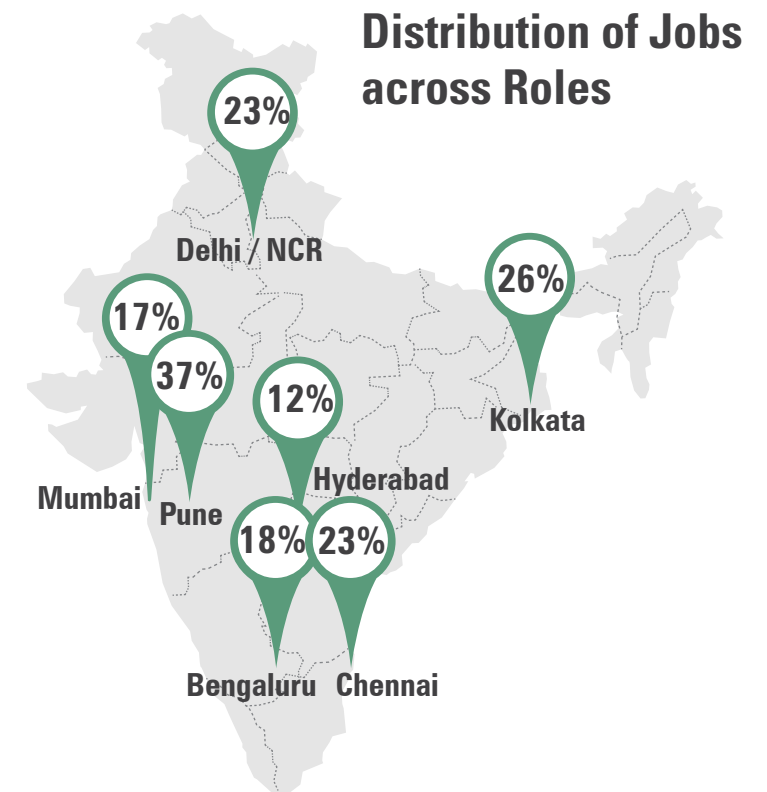 Distribution of Jobs
across Roles
23%
Delhi / NCR
26%
Kolkata
17%
Mumbai
37%
Pune
12%
Hyderabad
18%
Bengaluru
23%
Chennai